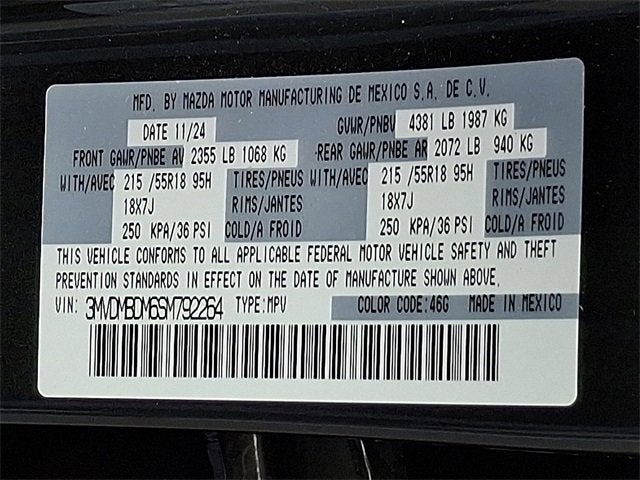 MFD. BY MAZDA MOTOR MANUFACTURING DE MEXICO S.A. DE C.V.
DATE 11/24 GVWR/PNBV 4381 LB 1987 KG
FRONT GAWR/PNBE AV 2355 LB 1068 KG REAR GAWR/PNBE AR 2072 LB 940 KG
WITH/AVEC 215 /55R18 95H TIRES/PNEUS WITH/AVEC 215 /55R18 95H TIRES/PNEUS
18X7J RIMS/JANTES 18X7J RIMS/JANTES
250 KPA/36 PSI COLD/A FROID 250 KPA/36 PSI COLD/A FROID
THIS VEHICLE CONFORMS TO ALL APPLICABLE FEDERAL MOTOR VEHICLE SAFETY AND THEFT
PREVENTION STANDARDS IN EFFECT ON THE DATE OF MANUFACTURE SHOWN ABOVE.
VIN: 3MVDMBDM6SM792264 TYPE:MPV COLOR CODE:46G MADE IN MEXICO